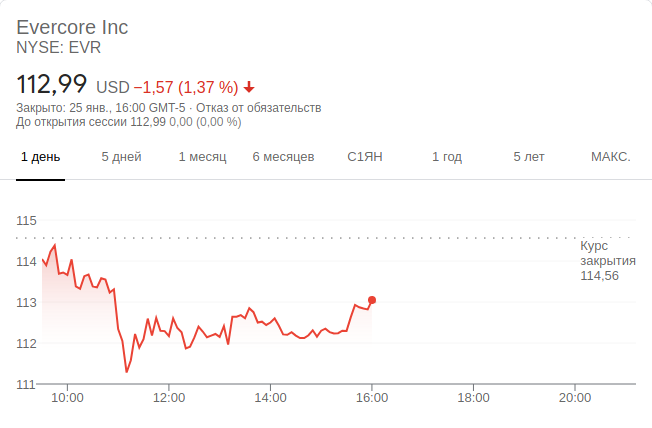 Evercore Inc
NYSE: EVR
112,99 USD −1,57 (1,37 %)
Закрыто: 25 янв., 16:00 GMT-5 · Отказ от обязательств
До открытия сессии 112,99 0,00 (0,00 %)
1 день 5 дней 1 месяц 6 месяцев С1ЯН 1 год 5 лет МАКС.
115
Курс
закрытия
114,56
114
113
112
111
10:00 12:00 14:00 16:00 18:00 20:00